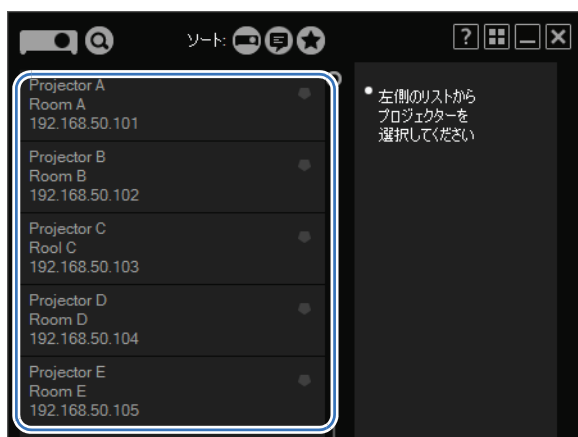 ソート:
?
Projector A
Room A
192.168.50.101
Projector B
Room B
192.168.50.102
Projector C
Rool C
192.168.50.103
Projector D
Room D
192.168.50.104
Projector E
Room E
192.168.50.105
左側のリストから
プロジェクターを
選択してください